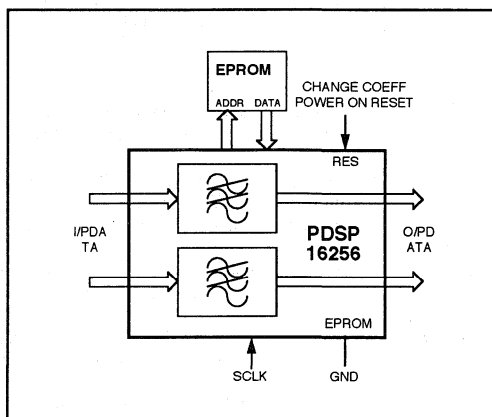 EPROM
ADDR DATA
CHANGE COEFF
POWER ON RESET
RES
I/PDA
TA
PDSP
16256
O/PD
ATA
EPROM
SCLK
GND